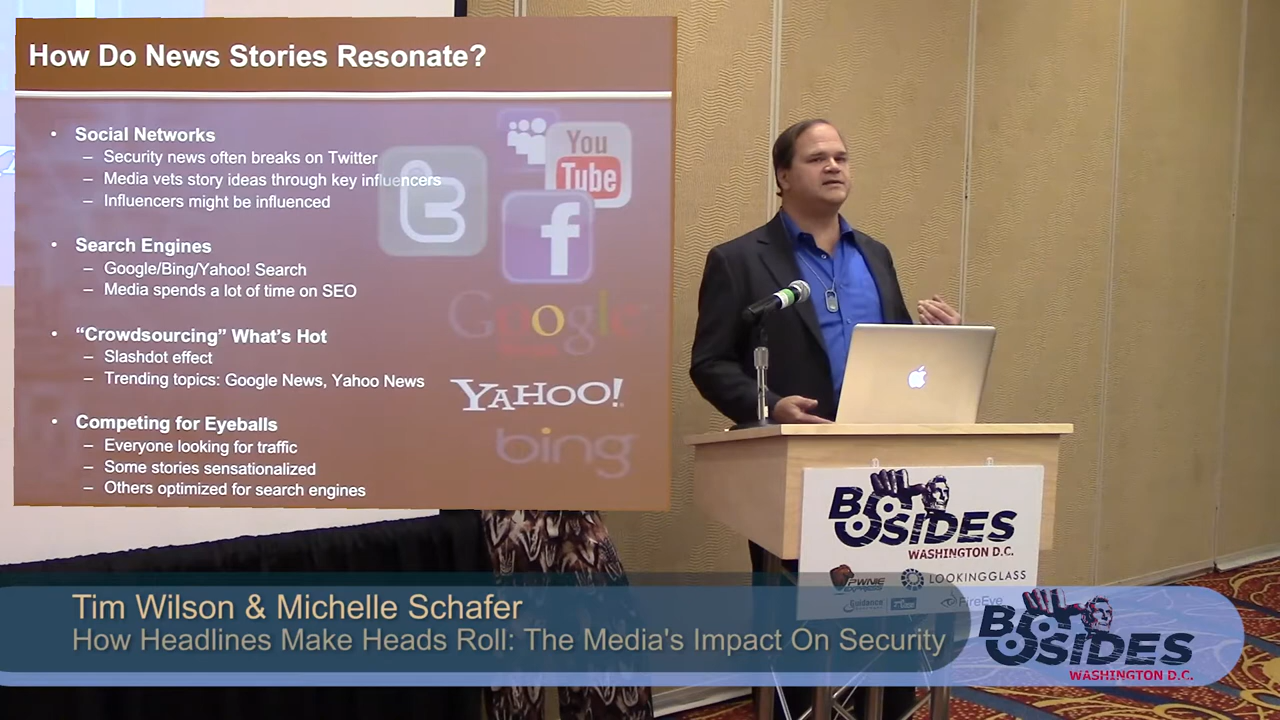 How Do News Stories Resonate?
• Social Networks
– Security news often breaks on Twitter
– Media vets story ideas through key influencers
– Influencers might be influenced
• Search Engines
– Google/Bing/Yahoo! Search
– Media spends a lot of time on SEO
• “Crowdsourcing” What's Hot
– Slashdot effect
– Trending topics: Google News, Yahoo News
• Competing for Eyeballs
– Everyone looking for traffic
– Some stories sensationalized
– Others optimized for search engines
You
Tube
t
f
Google
YAHOO!
bing
BSIDES
WASHINGTON D.C.
PWNIE EXPRESS
LOOKINGGLASS
Guidance
FireEye
Tim Wilson & Michelle Schafer
How Headlines Make Heads Roll: The Media's Impact On Security
BSIDES
WASHINGTON D.C.